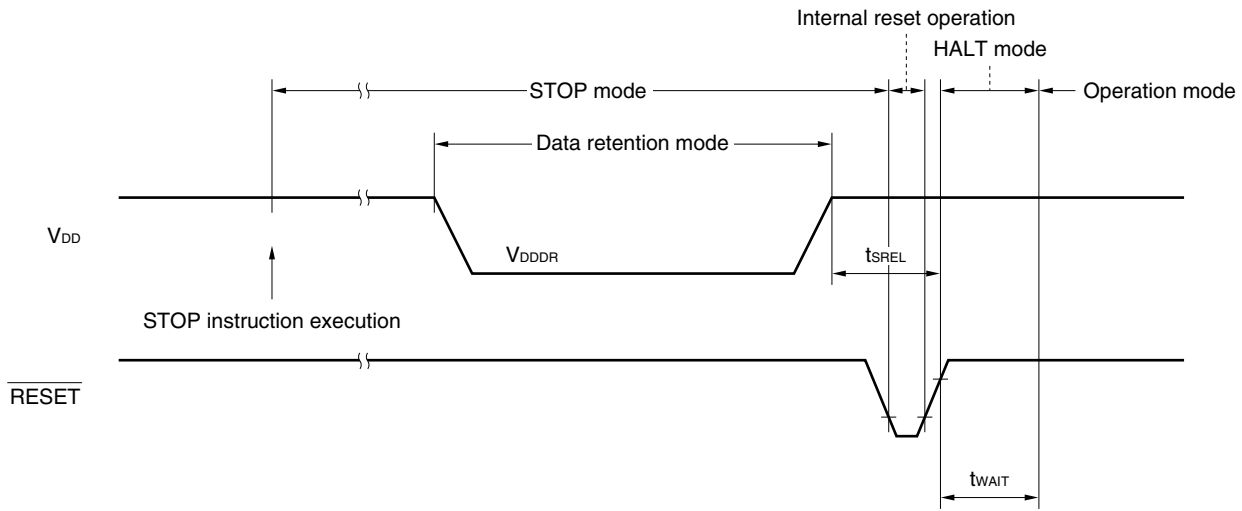 Internal reset operation
HALT mode
STOP mode
Operation mode
Data retention mode
VDD
VDDDR
tSREL
STOP instruction execution
RESET
tWAIT